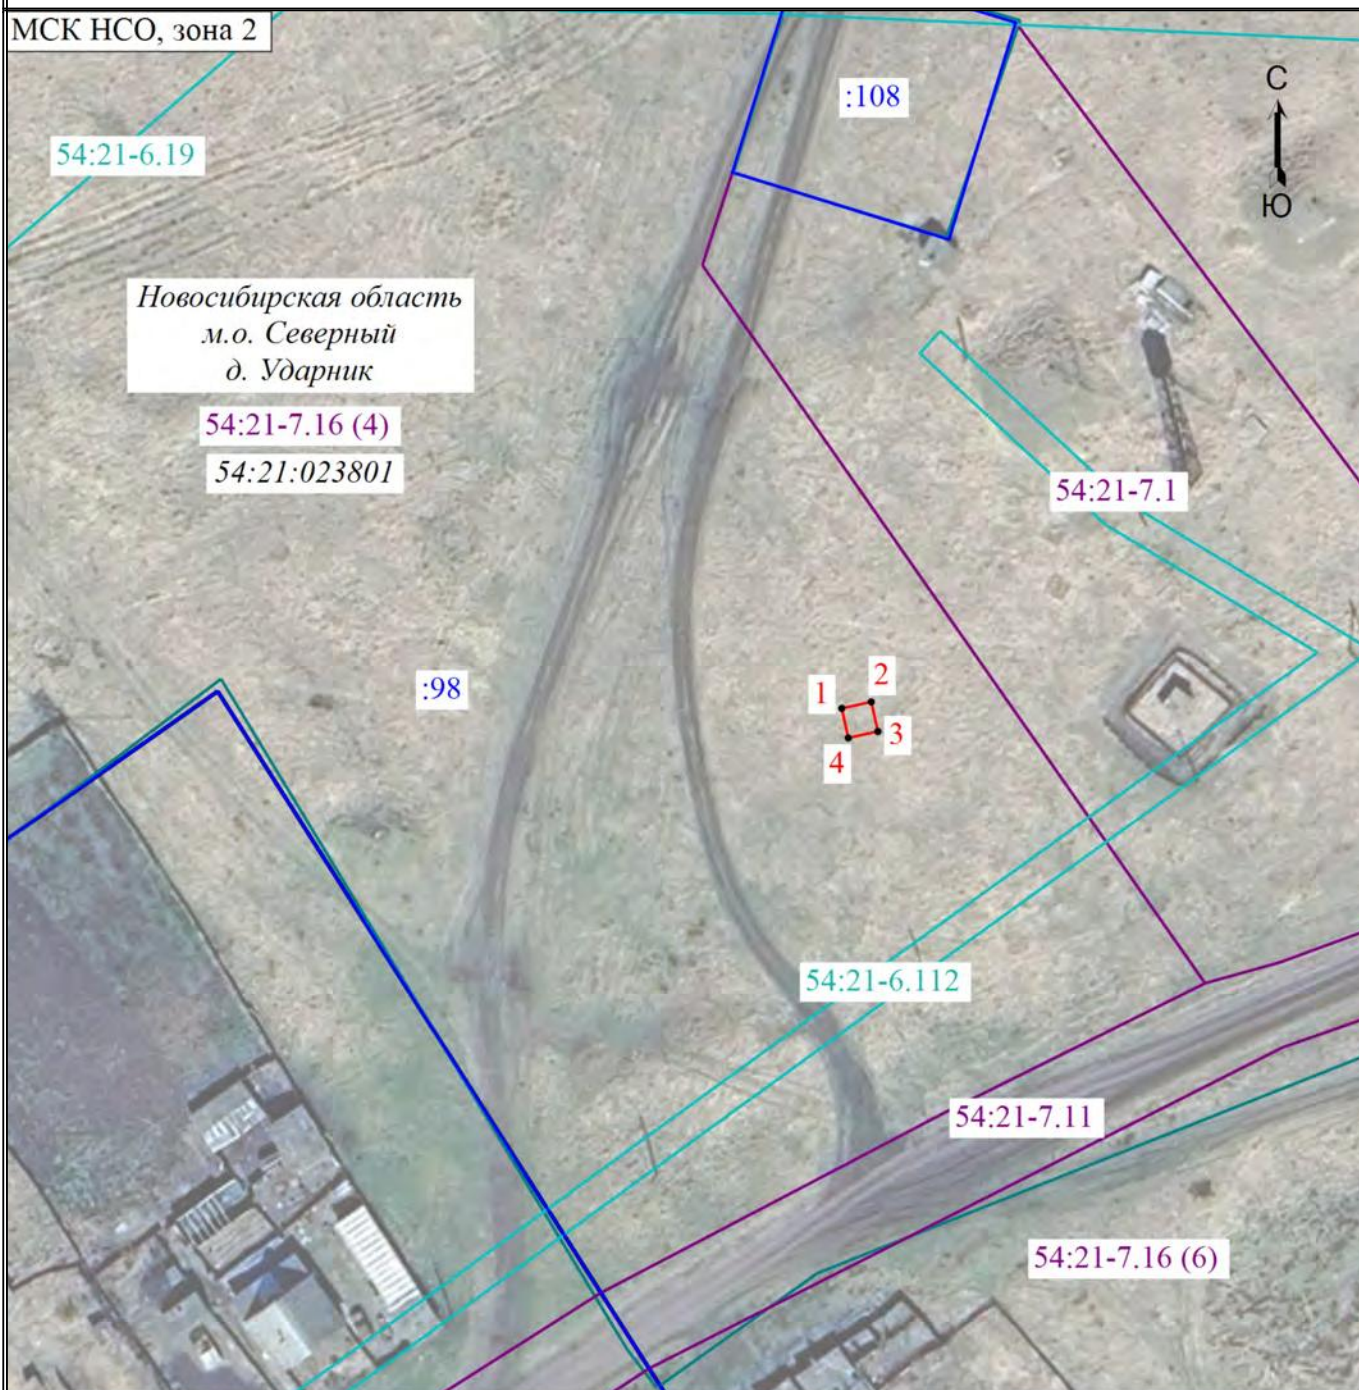 МСК НСО, зона 2
:108
С
Ю
54:21-6.19
Новосибирская область
м.о. Северный
д. Ударник
54:21-7.16 (4)
54:21:023801
54:21-7.1
:98
1
2
3
4
54:21-6.112
54:21-7.11
54:21-7.16 (6)